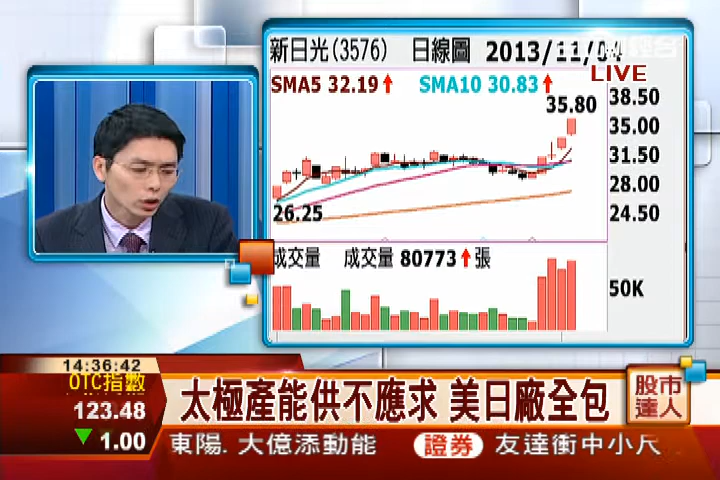 新日光(3576) 日線圖 2013/11/04
LIVE
SMA5 32.19 SMA10 30.83
35.80
38.50
35.00
31.50
28.00
24.50
26.25
成交量 成交量 80773 張
50K
14:36:42
OTC指數
123.48
1.00
太極產能供不應求 美日廠全包
股市
達人
東陽. 大億添動能 證券 友達衝中小尺